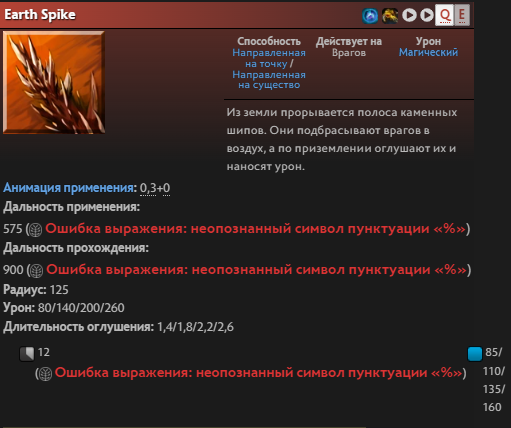 Earth Spike
Q E
Способность Действует на Урон
Направленная Врагов Магический
на точку /
Направленная
на существо
Из земли прорывается полоса каменных
шипов. Они подбрасывают врагов в
воздух, а по приземлении оглушают их и
наносят урон.
Анимация применения: 0,3+0
Дальность применения:
575 ( Ошибка выражения: неопознанный символ пунктуации «%»)
Дальность прохождения:
900 ( Ошибка выражения: неопознанный символ пунктуации «%»)
Радиус: 125
Урон: 80/140/200/260
Длительность оглушения: 1,4/1,8/2,2/2,6
12
( Ошибка выражения: неопознанный символ пунктуации «%»)
85/
110/
135/
160